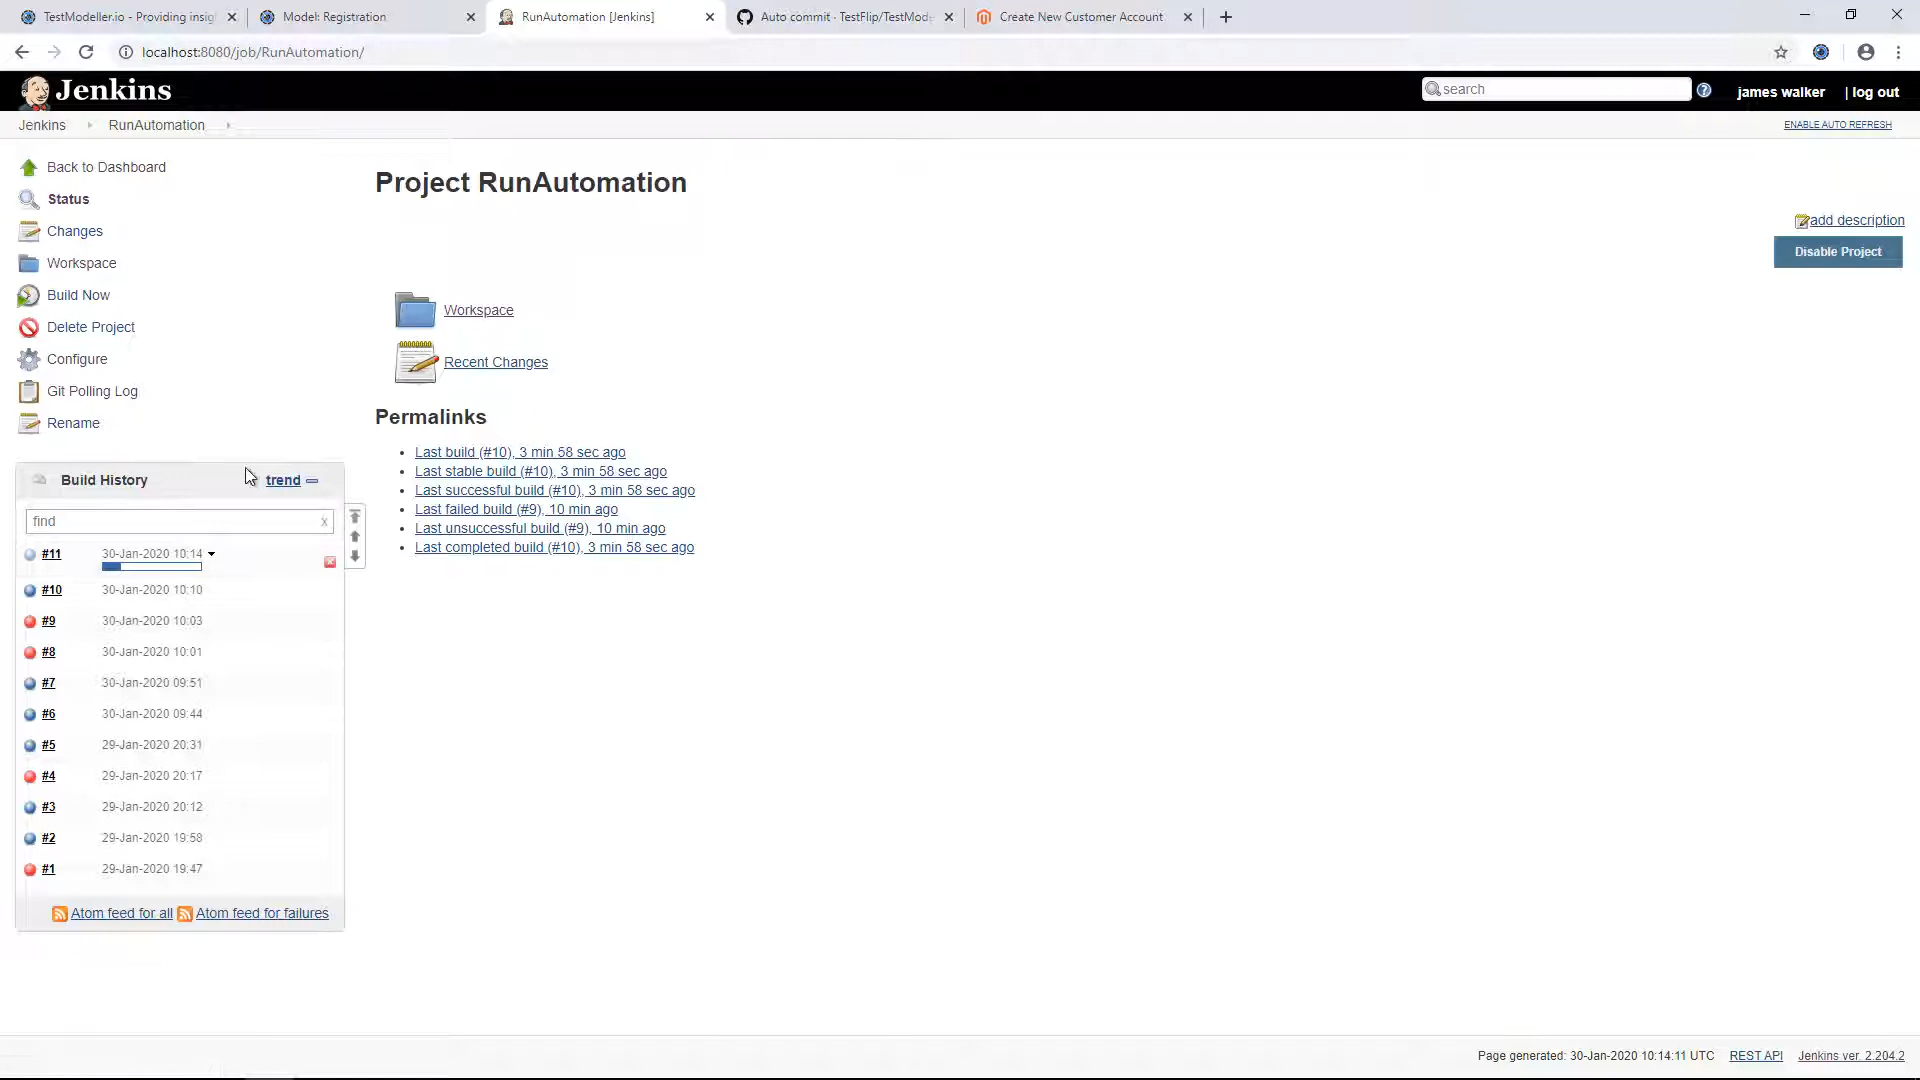 TestModeller.io - Providing insig
Model: Registration
RunAutomation [Jenkins]
Auto commit · TestFlip/TestMode
Create New Customer Account
localhost:8080/job/RunAutomation/
Jenkins
search
james walker
| log out
Jenkins
RunAutomation
ENABLE AUTO REFRESH
Back to Dashboard
Status
Changes
Workspace
Build Now
Delete Project
Configure
Git Polling Log
Rename
Project RunAutomation
add description
Disable Project
Workspace
Recent Changes
Permalinks
Last build (#10), 3 min 58 sec ago
Last stable build (#10), 3 min 58 sec ago
Last successful build (#10), 3 min 58 sec ago
Last failed build (#9), 10 min ago
Last unsuccessful build (#9), 10 min ago
Last completed build (#10), 3 min 58 sec ago
Build History
trend
find
x
#11 30-Jan-2020 10:14
#10 30-Jan-2020 10:10
#9 30-Jan-2020 10:03
#8 30-Jan-2020 10:01
#7 30-Jan-2020 09:51
#6 30-Jan-2020 09:44
#5 29-Jan-2020 20:31
#4 29-Jan-2020 20:17
#3 29-Jan-2020 20:12
#2 29-Jan-2020 19:58
#1 29-Jan-2020 19:47
Atom feed for all
Atom feed for failures
Page generated: 30-Jan-2020 10:14:11 UTC
REST API
Jenkins ver. 2.204.2